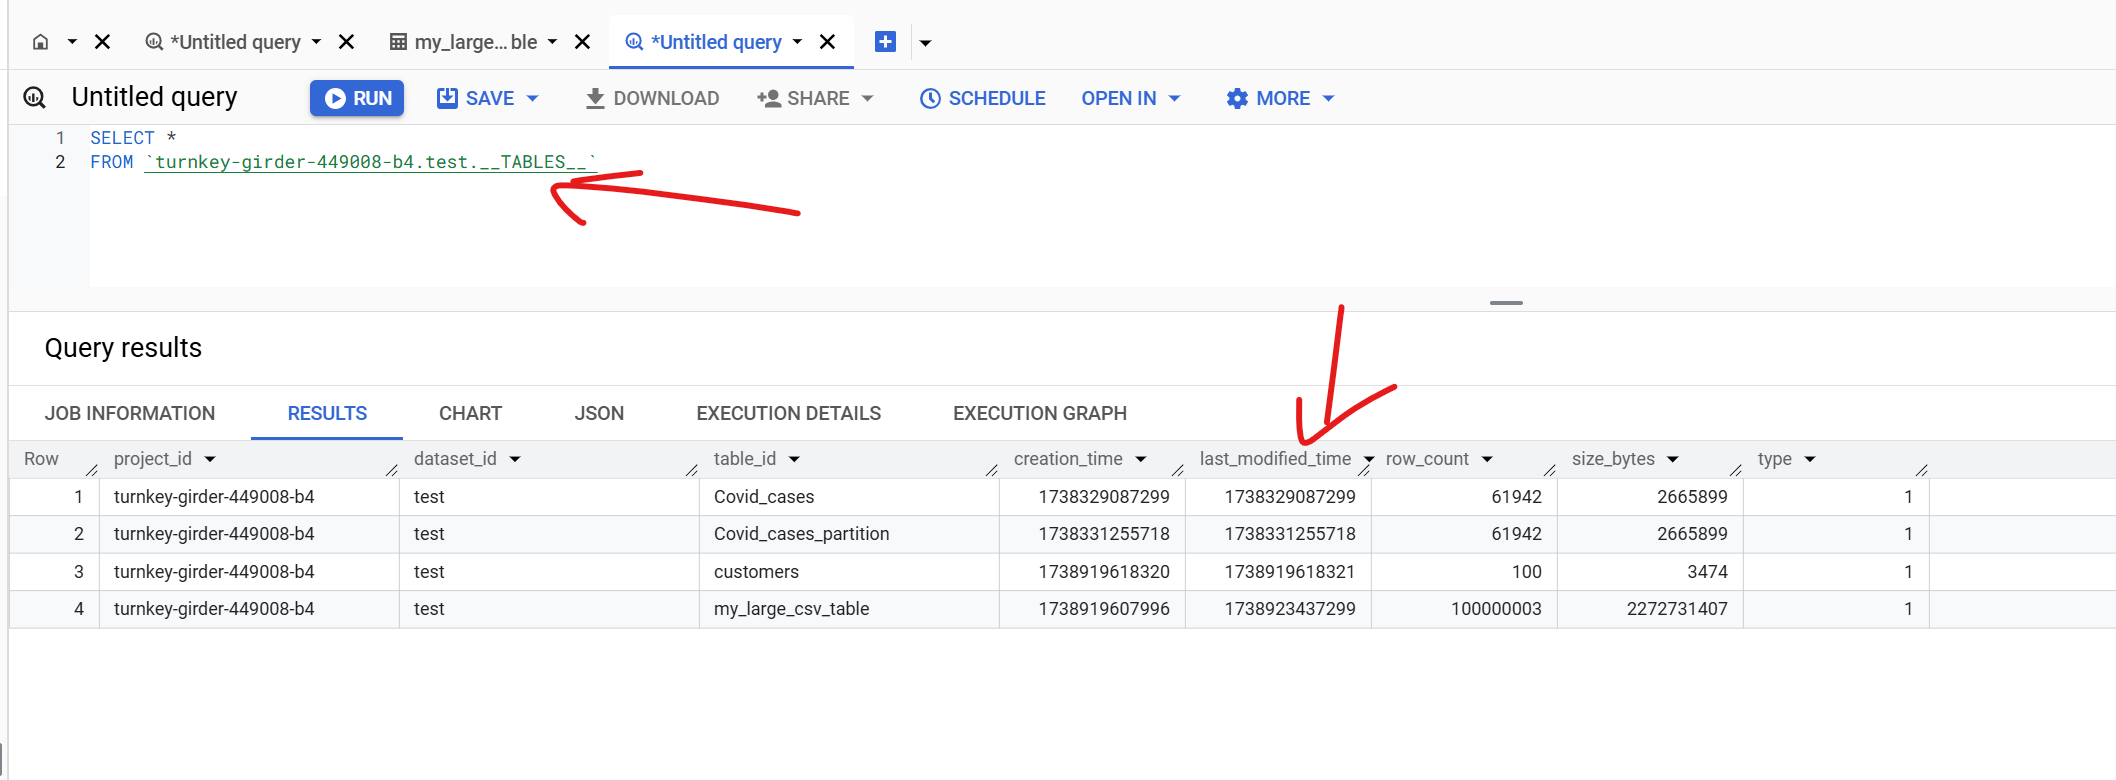 *Untitled query
my_large... ble
*Untitled query
Untitled query
RUN
SAVE
DOWNLOAD
SHARE
SCHEDULE
OPEN IN
MORE
1 SELECT *
2 FROM `turnkey-girder-449008-b4.test.__TABLES__`
Query results
JOB INFORMATION RESULTS CHART JSON EXECUTION DETAILS EXECUTION GRAPH
Row project_id dataset_id table_id creation_time last_modified_time row_count size_bytes type
1 turnkey-girder-449008-b4 test Covid_cases 1738329087299 1738329087299 61942 2665899 1
2 turnkey-girder-449008-b4 test Covid_cases_partition 1738331255718 1738331255718 61942 2665899 1
3 turnkey-girder-449008-b4 test customers 1738919618320 1738919618321 100 3474 1
4 turnkey-girder-449008-b4 test my_large_csv_table 1738919607996 1738923437299 100000003 2272731407 1